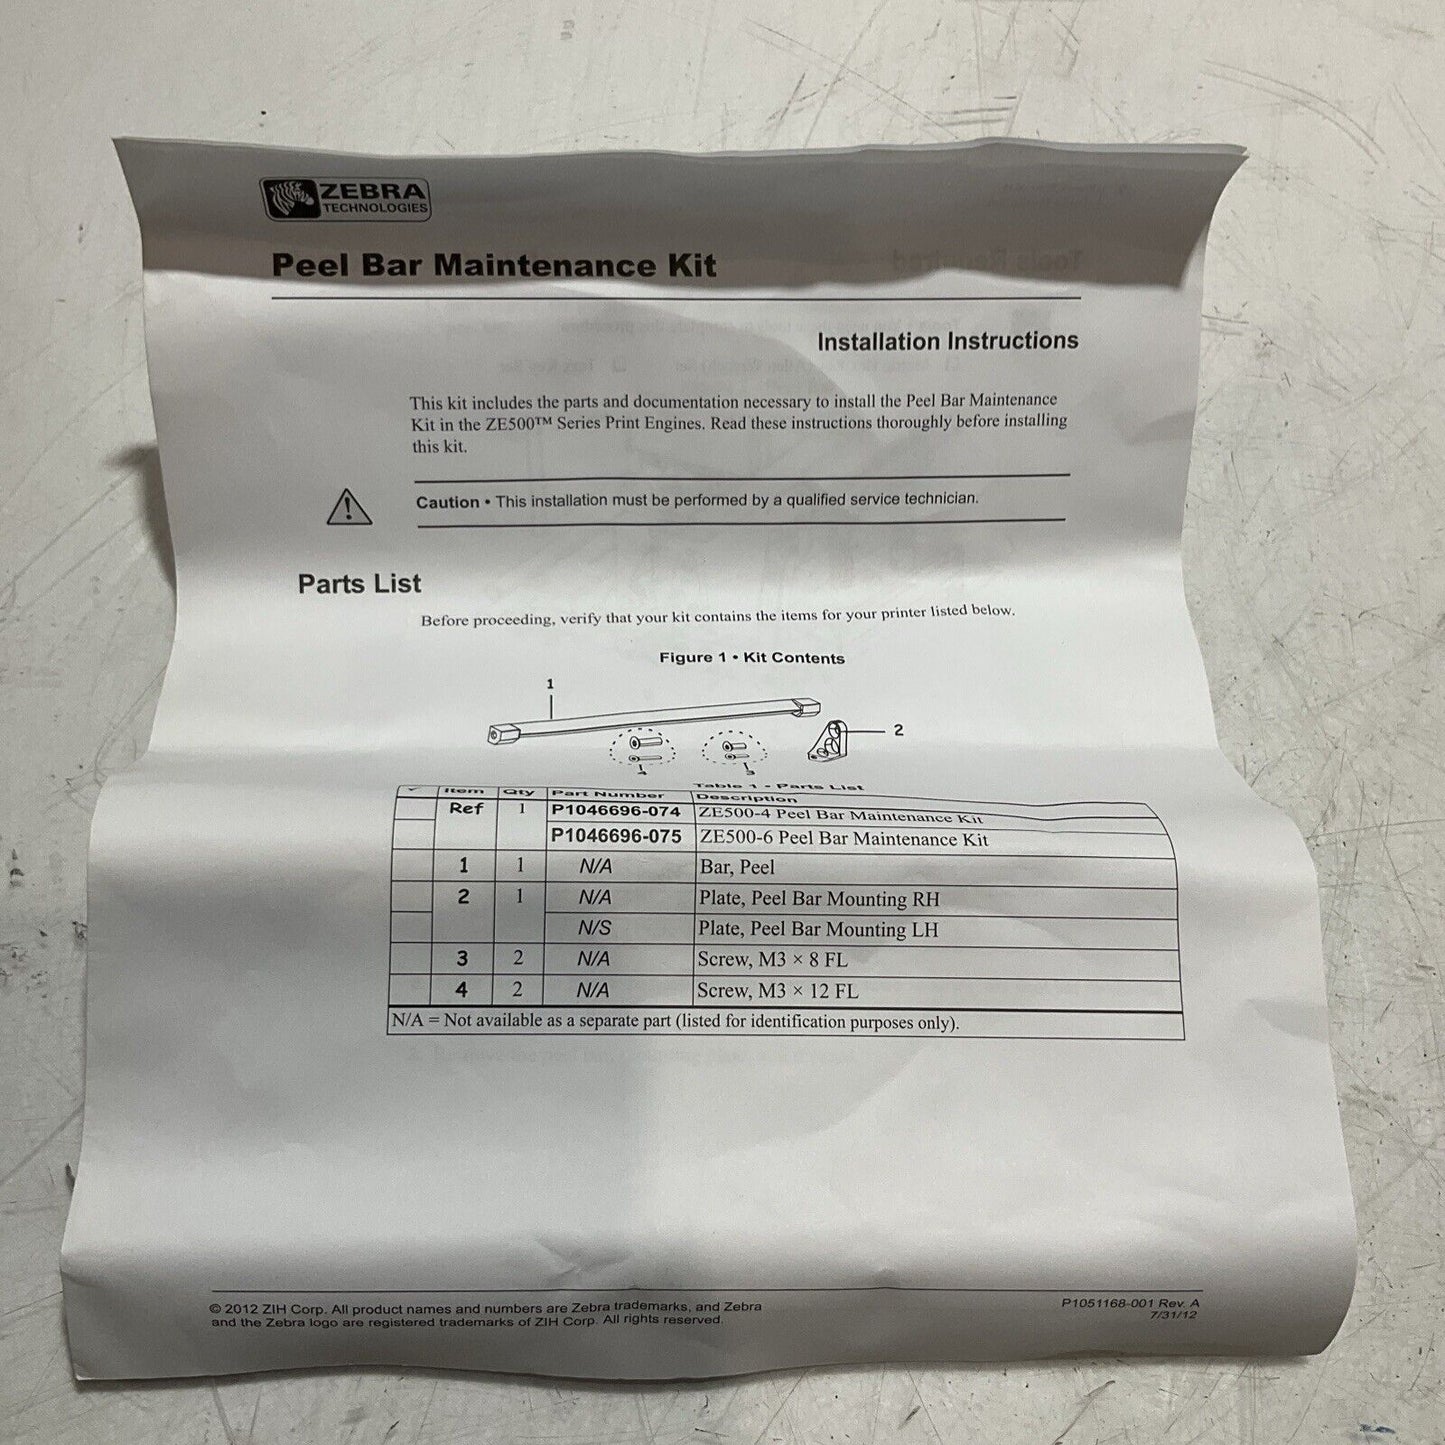 ZEBRA
TECHNOLOGIES
Peel Bar Maintenance Kit
Installation Instructions
This kit includes the parts and documentation necessary to install the Peel Bar Maintenance
Kit in the ZE500™ Series Print Engines. Read these instructions thoroughly before installing
this kit.
Caution • This installation must be performed by a qualified service technician.
Parts List
Before proceeding, verify that your kit contains the items for your printer listed below.
Figure 1 • Kit Contents
1
2
3
Table 1 • Parts List
✓ Item Qty Part Number Description
Ref 1 P1046696-074 ZE500-4 Peel Bar Maintenance Kit
P1046696-075 ZE500-6 Peel Bar Maintenance Kit
1 1 N/A Bar, Peel
2 1 N/A Plate, Peel Bar Mounting RH
N/S Plate, Peel Bar Mounting LH
3 2 N/A Screw, M3 × 8 FL
4 2 N/A Screw, M3 × 12 FL
N/A = Not available as a separate part (listed for identification purposes only).
© 2012 ZIH Corp. All product names and numbers are Zebra trademarks, and Zebra
and the Zebra logo are registered trademarks of ZIH Corp. All rights reserved.
P1051168-001 Rev. A
7/31/12